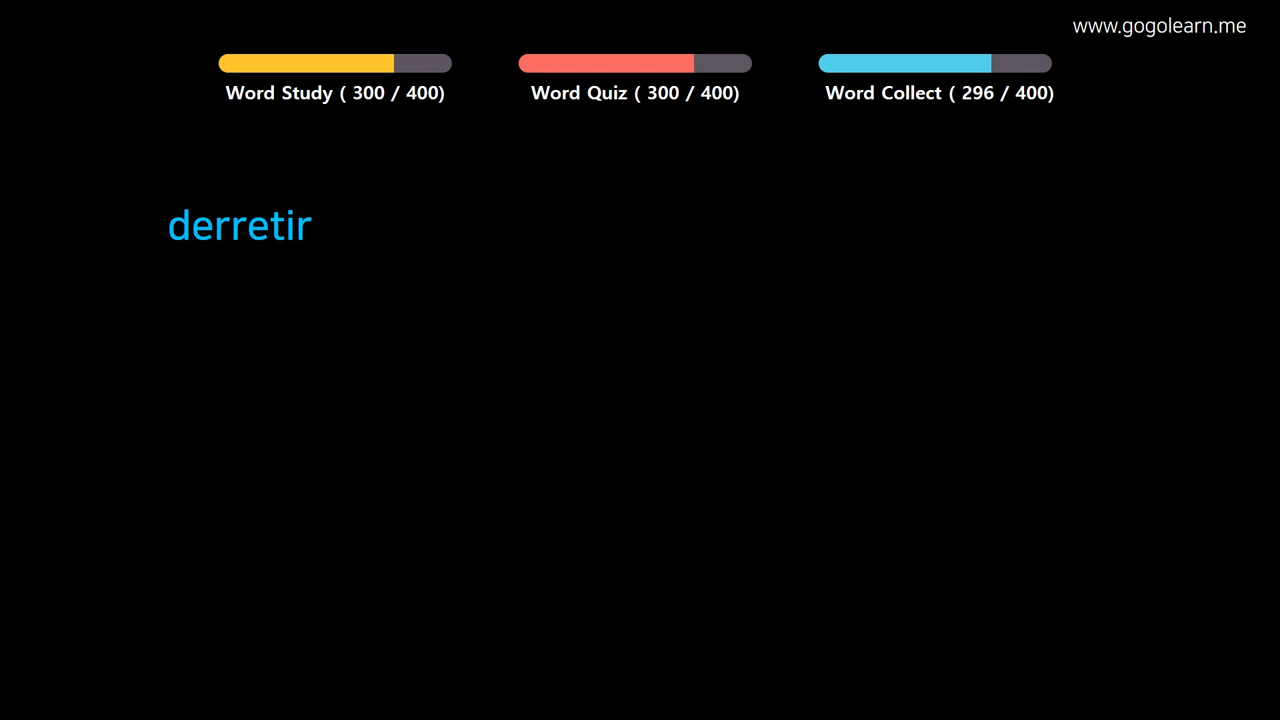 www.gogolearn.me
Word Study ( 300 / 400)
Word Quiz ( 300 / 400)
Word Collect ( 296 / 400)
derretir